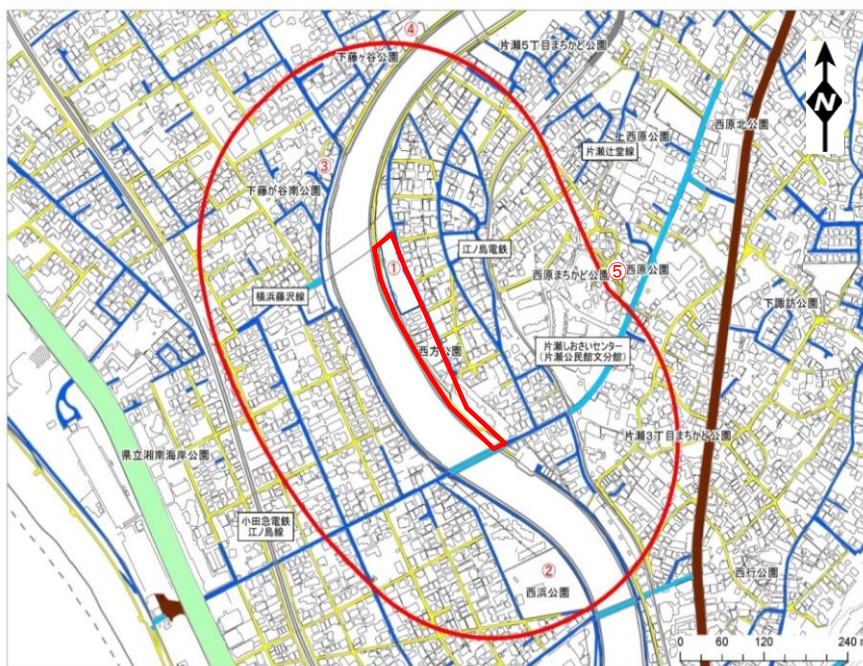 ④
下藤ヶ谷公園
片瀬5丁目まちかど公園
N
西原北公園
上西原公園
片瀬辻堂線
③
下藤が谷南公園
江ノ島電鉄
①
西原まちかど公園
⑤
西原公園
横浜藤沢線
下諏訪公園
西方公園
片瀬しおさいセンター
(片瀬公民館文分館)
片瀬3丁目まちかど公園
県立湘南海岸公園
小田急電鉄
江ノ島線
②
西浜公園
西行公園
0 60 120 240 m